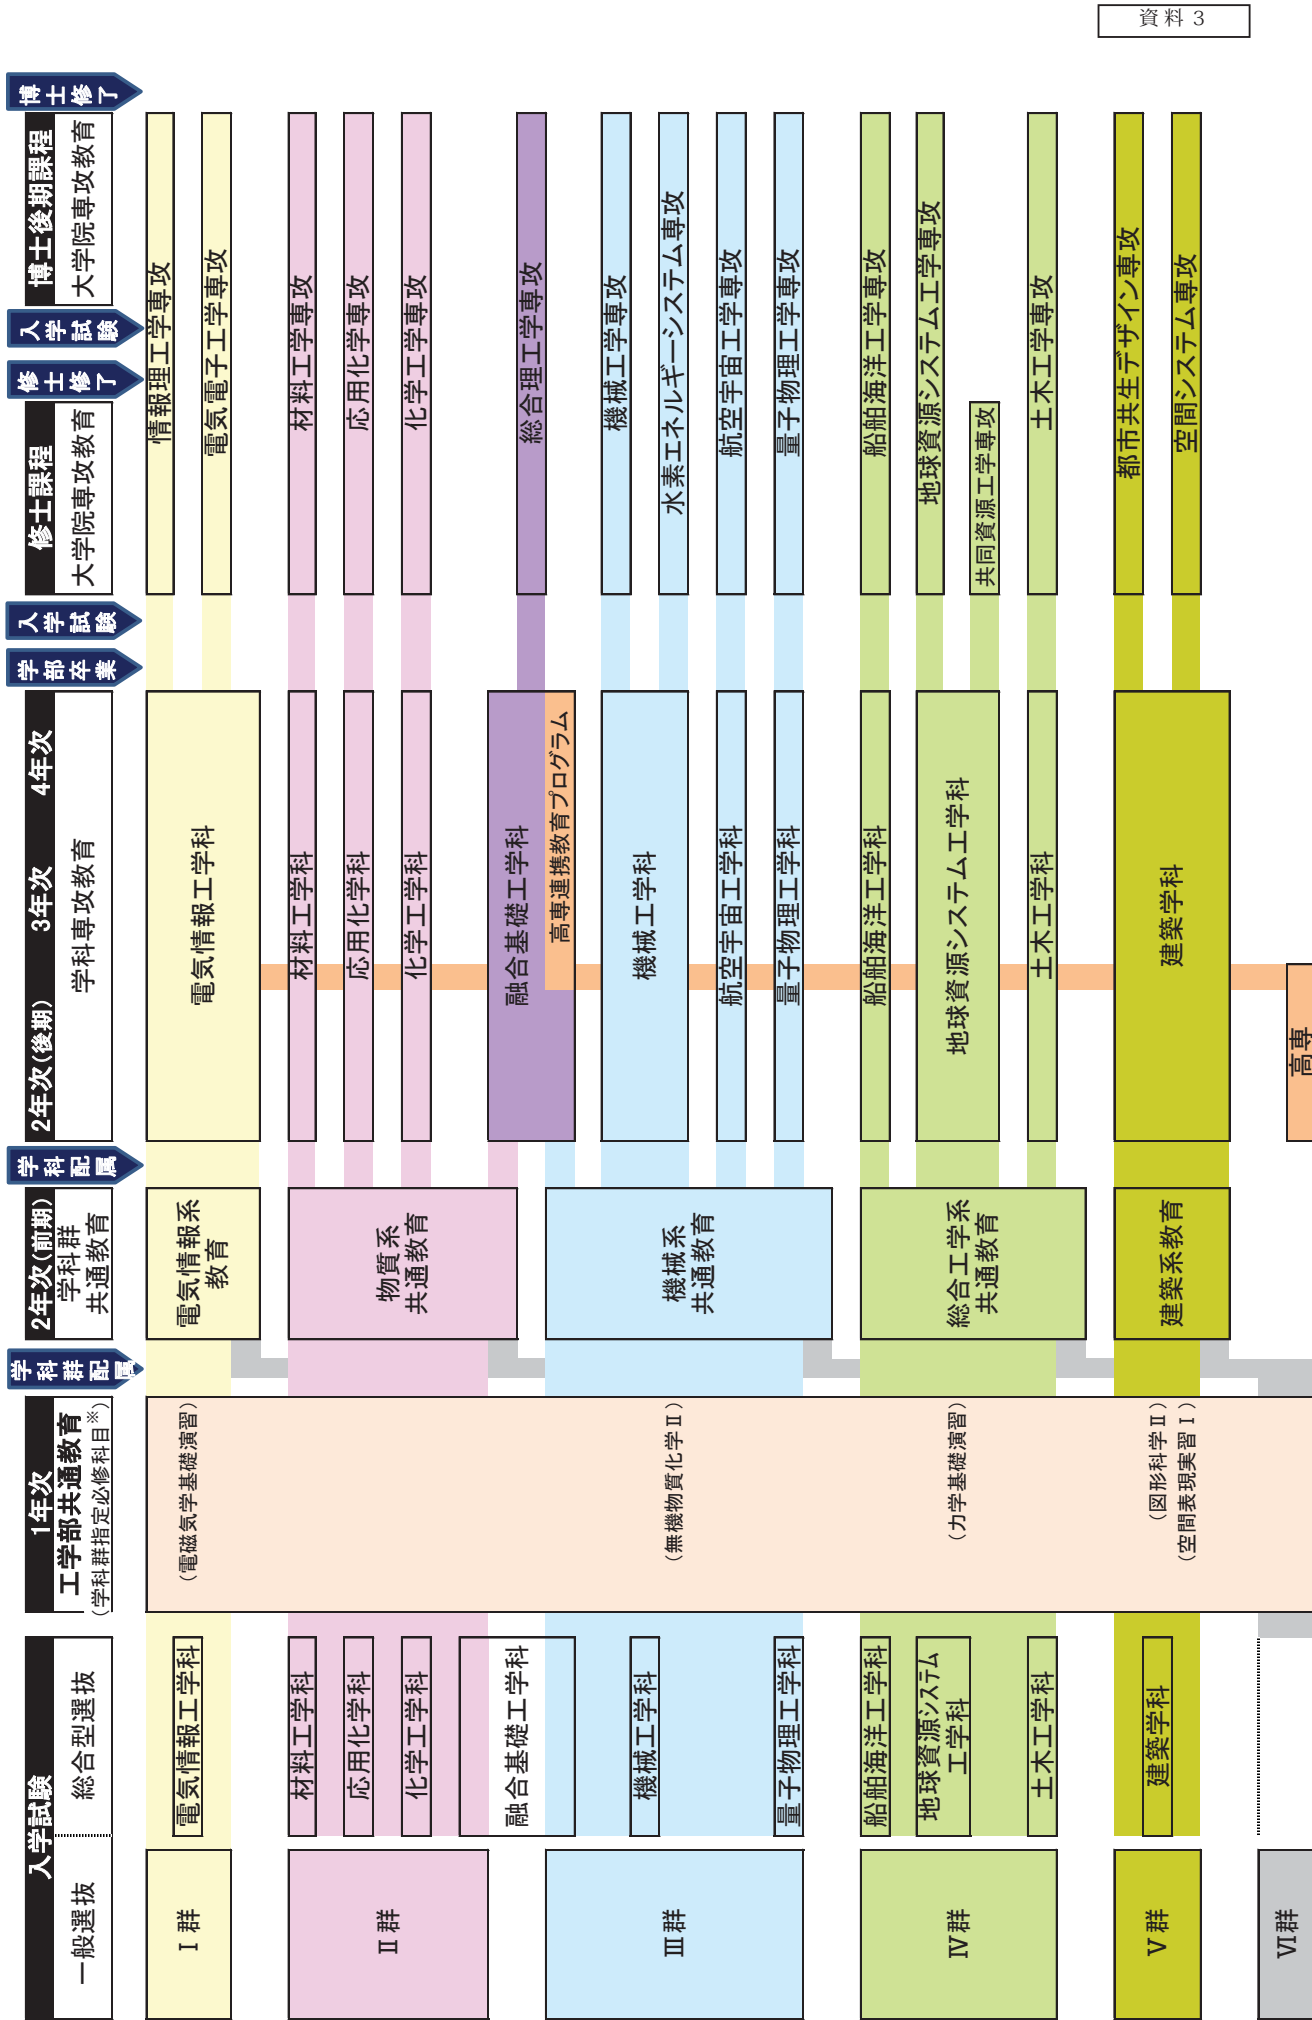 資料３
入学試験
一般選抜
総合型選抜
1年次
工学部共通教育
（学科群指定必修科目※）
学科群配属
2年次（前期）
学科群
共通教育
学科配属
2年次（後期）
3年次
4年次
学科専攻教育
学部卒業
入学試験
修士課程
大学院専攻教育
修士修了
入学試験
博士後期課程
大学院専攻教育
博士修了
Ⅰ群
電気情報工学科
（電磁気学基礎演習）
電気情報系
教育
電気情報工学科
情報理工学専攻
電気電子工学専攻
Ⅱ群
材料工学科
応用化学科
化学工学科
融合基礎工学科
物質系
共通教育
材料工学科
応用化学科
化学工学科
融合基礎工学科
高専連携教育プログラム
材料工学専攻
応用化学専攻
化学工学専攻
総合理工学専攻
Ⅲ群
機械工学科
量子物理工学科
（無機物質化学Ⅱ）
機械系
共通教育
機械工学科
航空宇宙工学科
量子物理工学科
機械工学専攻
水素エネルギーシステム専攻
航空宇宙工学専攻
量子物理工学専攻
Ⅳ群
船舶海洋工学科
地球資源システム
工学科
土木工学科
（力学基礎演習）
総合工学系
共通教育
船舶海洋工学科
地球資源システム工学科
土木工学科
船舶海洋工学専攻
地球資源システム工学専攻
共同資源工学専攻
土木工学専攻
Ⅴ群
建築学科
（図形科学Ⅱ）
（空間表現実習Ⅰ）
建築系教育
建築学科
都市共生デザイン専攻
空間システム専攻
Ⅵ群
高専